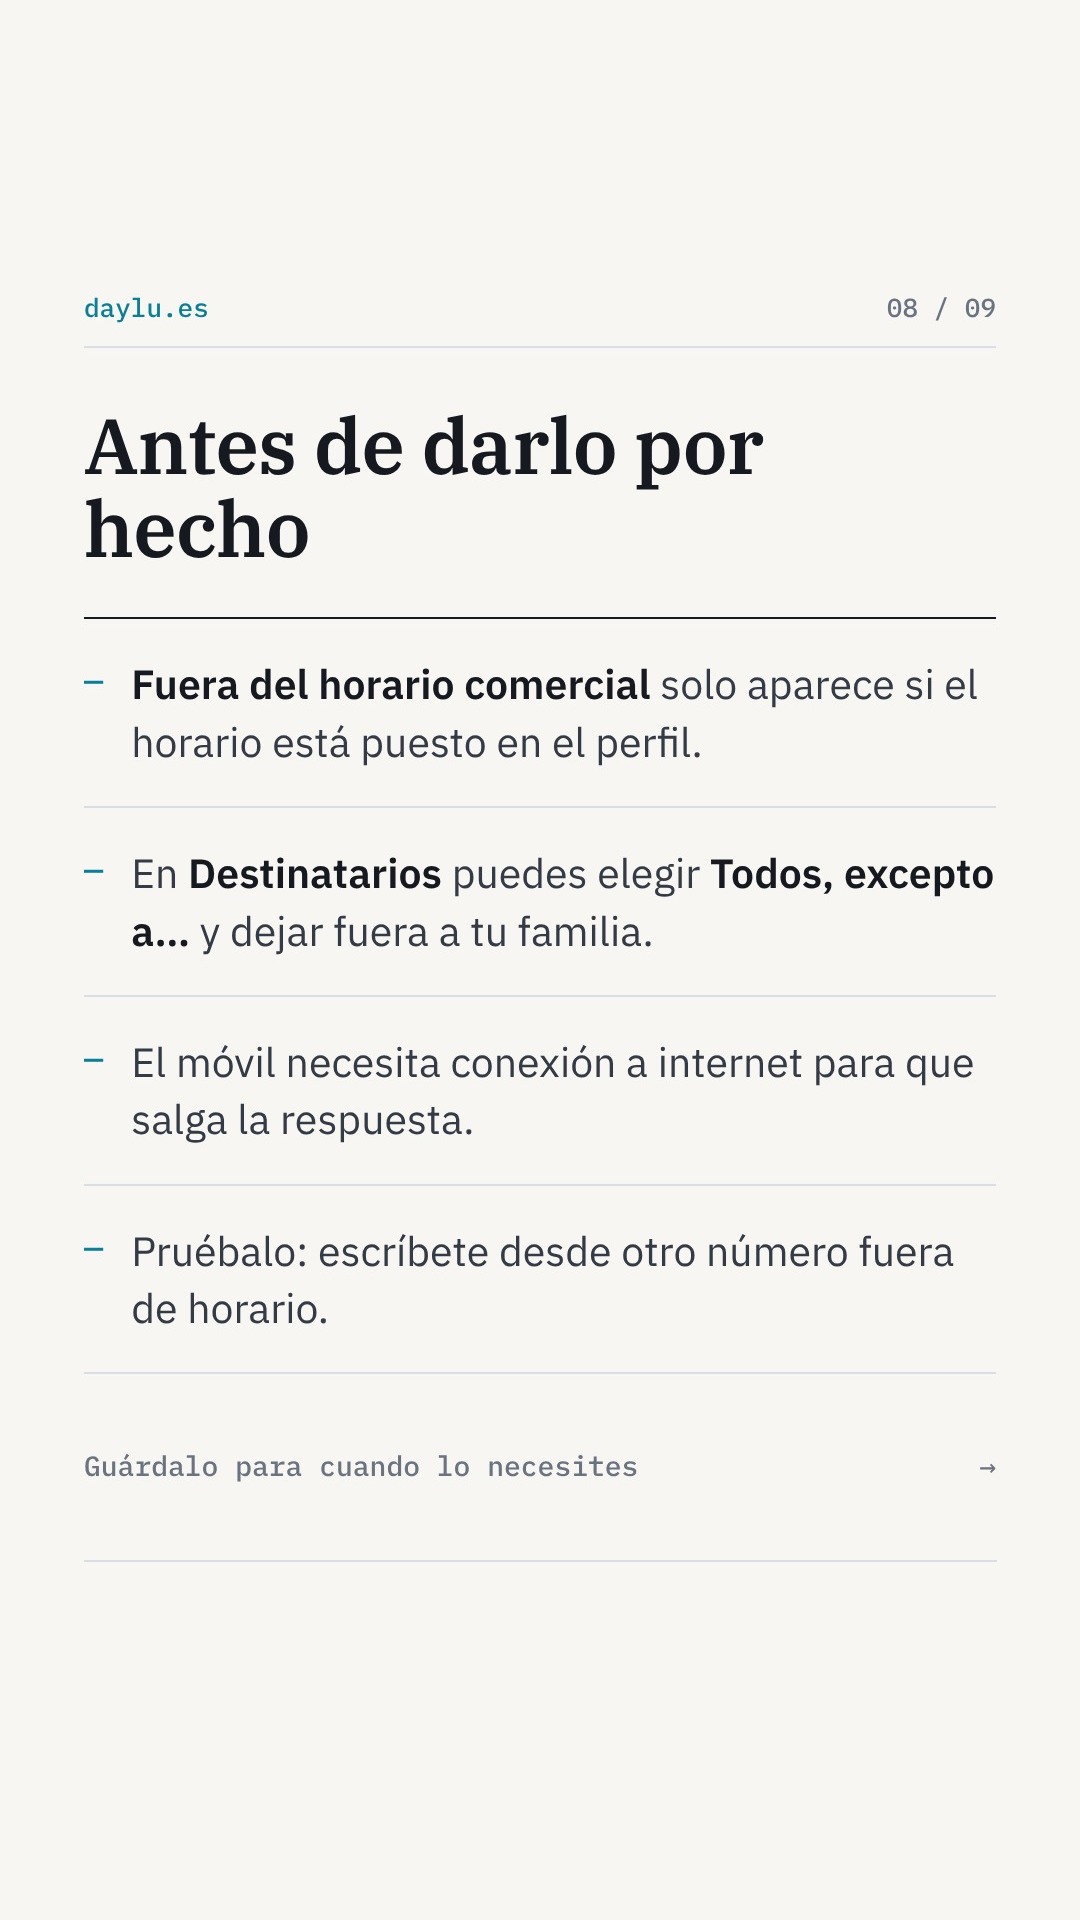 daylu.es
08 / 09
Antes de darlo por
hecho
– Fuera del horario comercial solo aparece si el
horario está puesto en el perfil.
– En Destinatarios puedes elegir Todos, excepto
a... y dejar fuera a tu familia.
– El móvil necesita conexión a internet para que
salga la respuesta.
– Pruébalo: escríbete desde otro número fuera
de horario.
Guárdalo para cuando lo necesites →